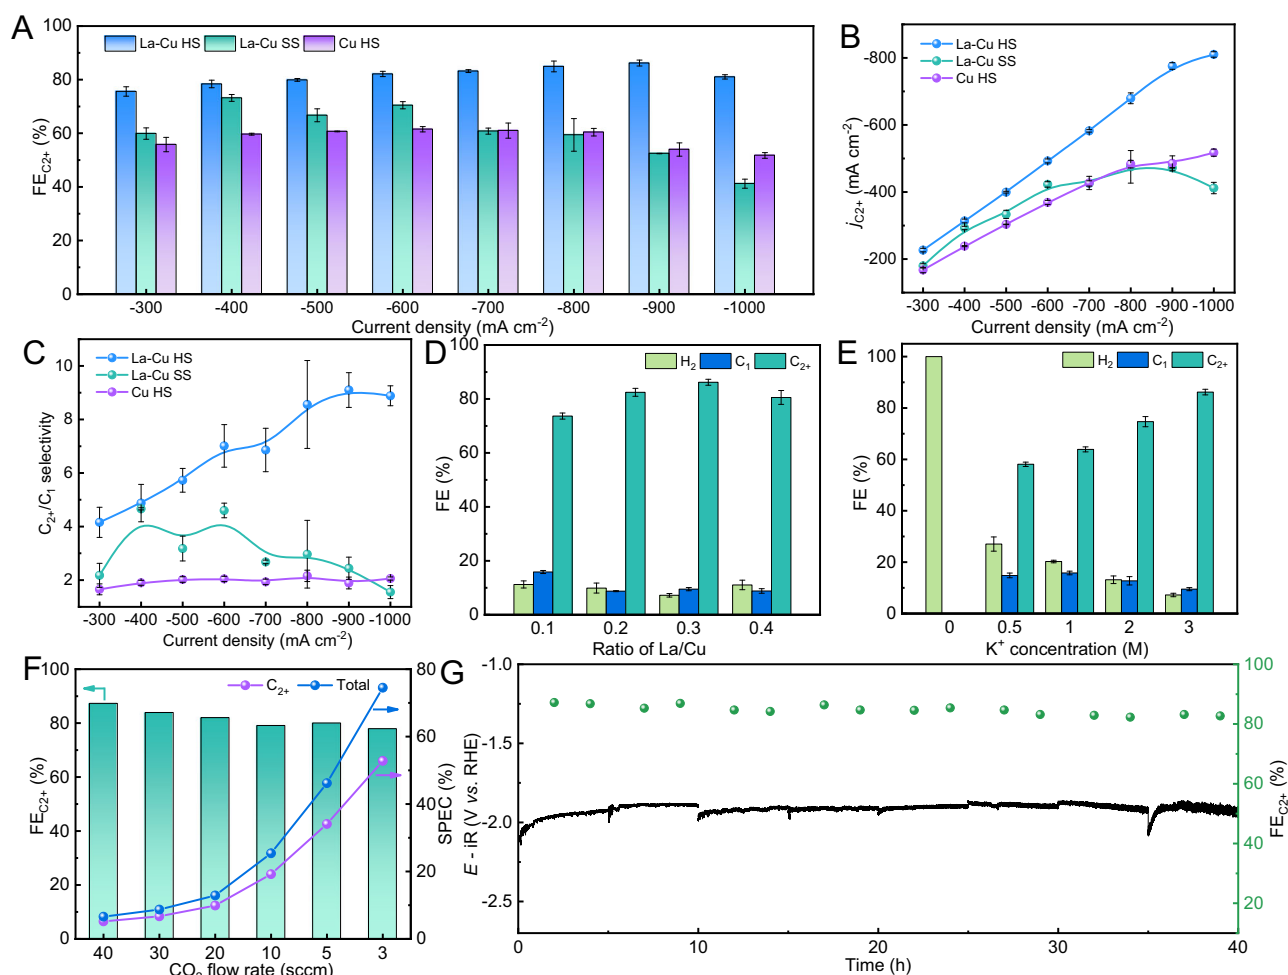 A
La-Cu HS La-Cu SS Cu HS
FE_C2+ (%)
100
80
60
40
20
0
-300 -400 -500 -600 -700 -800 -900 -1000
Current density (mA cm⁻²)
B
La-Cu HS
La-Cu SS
Cu HS
j_C2+ (mA cm⁻²)
-800
-600
-400
-200
-300 -400 -500 -600 -700 -800 -900 -1000
Current density (mA cm⁻²)
C
La-Cu HS
La-Cu SS
Cu HS
C₂₊/C₁ selectivity
10
8
6
4
2
-300 -400 -500 -600 -700 -800 -900 -1000
Current density (mA cm⁻²)
D
H₂ C₁ C₂₊
FE (%)
100
80
60
40
20
0
0.1 0.2 0.3 0.4
Ratio of La/Cu
E
H₂ C₁ C₂₊
FE (%)
100
80
60
40
20
0
0 0.5 1 2 3
K⁺ concentration (M)
F
C₂₊ Total
FE_C2+ (%)
100
80
60
40
20
0
SPEC (%)
80
60
40
20
0
40 30 20 10 5 3
CO₂ flow rate (sccm)
G
E - iR (V vs. RHE)
-1.0
-1.5
-2.0
-2.5
FE_C2+ (%)
100
80
60
40
20
0 10 20 30 40
Time (h)